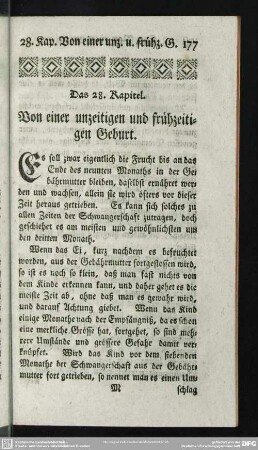 28. Kap. Von einer unz. u. frühz. G. 177
Das 28. Kapitel.
Von einer unzeitigen und frühzeiti-
gen Geburt.
Es soll zwar eigentlich die Frucht bis an das
Ende des neunten Monaths in der Ge-
bährmutter bleiben, daselbst ernährt wer-
den und wachsen, allein sie wird öfters vor dieser
Zeit heraus getrieben. Es kann sich solches zu
allen Zeiten der Schwangerschaft zutragen, doch
geschiehet es am meisten und gewöhnlichsten um
den dritten Monath.
Wenn das Ei, kurz nachdem es befruchtet
worden, aus der Gebährmutter fortgestossen wird,
so ist es noch so klein, daß man fast nichts von
dem Kinde erkennen kann, und daher gehet es die
meiste Zeit ab, ohne daß man es gewahr wird,
und darauf Achtung giebet. Wenn das Kind
einige Monathe nach der Empfängniß, da es schon
eine merkliche Grösse hat, fortgehet, so sind meh-
rere Umstände und grössere Gefahr damit ver-
knüpfet. Wird das Kind vor dem siebenden
Monathe der Schwangerschaft aus der Gebähr-
mutter fort getrieben, so nennet man es einen Um-
M schlag